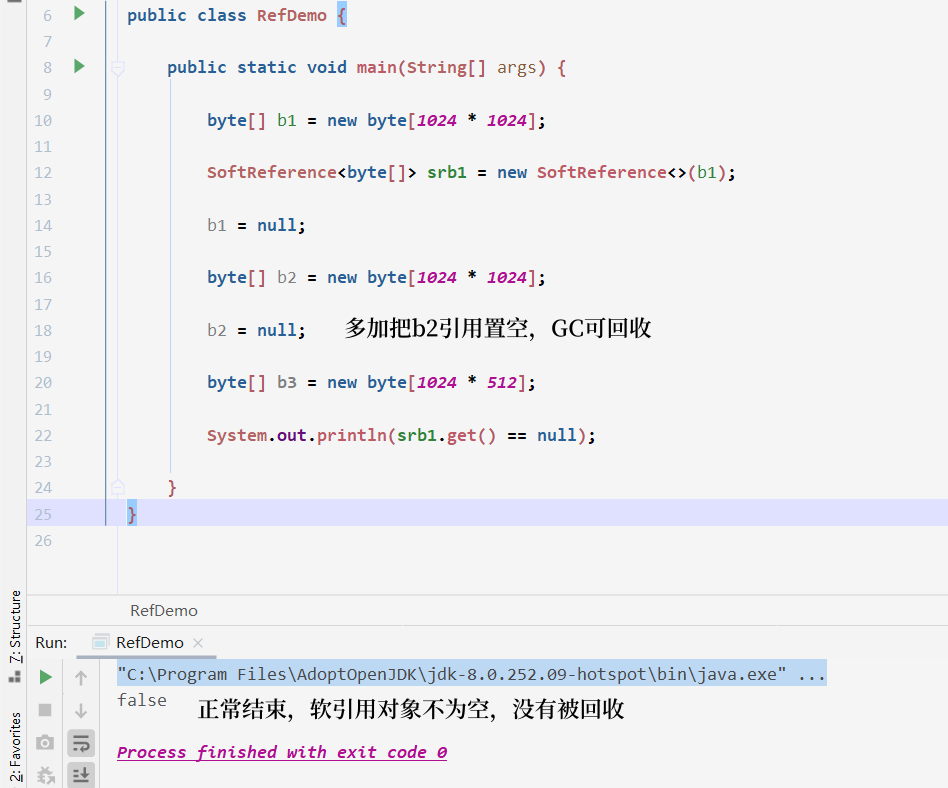 6 public class RefDemo {
7
8 public static void main(String[] args) {
9
10 byte[] b1 = new byte[1024 * 1024];
11
12 SoftReference<byte[]> srb1 = new SoftReference<>(b1);
13
14 b1 = null;
15
16 byte[] b2 = new byte[1024 * 1024];
17
18 b2 = null; 多加把b2引用置空，GC可回收
19
20 byte[] b3 = new byte[1024 * 512];
21
22 System.out.println(srb1.get() == null);
23
24 }
25 }
26
RefDemo
Run: RefDemo
"C:\Program Files\AdoptOpenJDK\jdk-8.0.252.09-hotspot\bin\java.exe" ...
false 正常结束，软引用对象不为空，没有被回收
Process finished with exit code 0
7: Structure
2: Favorites